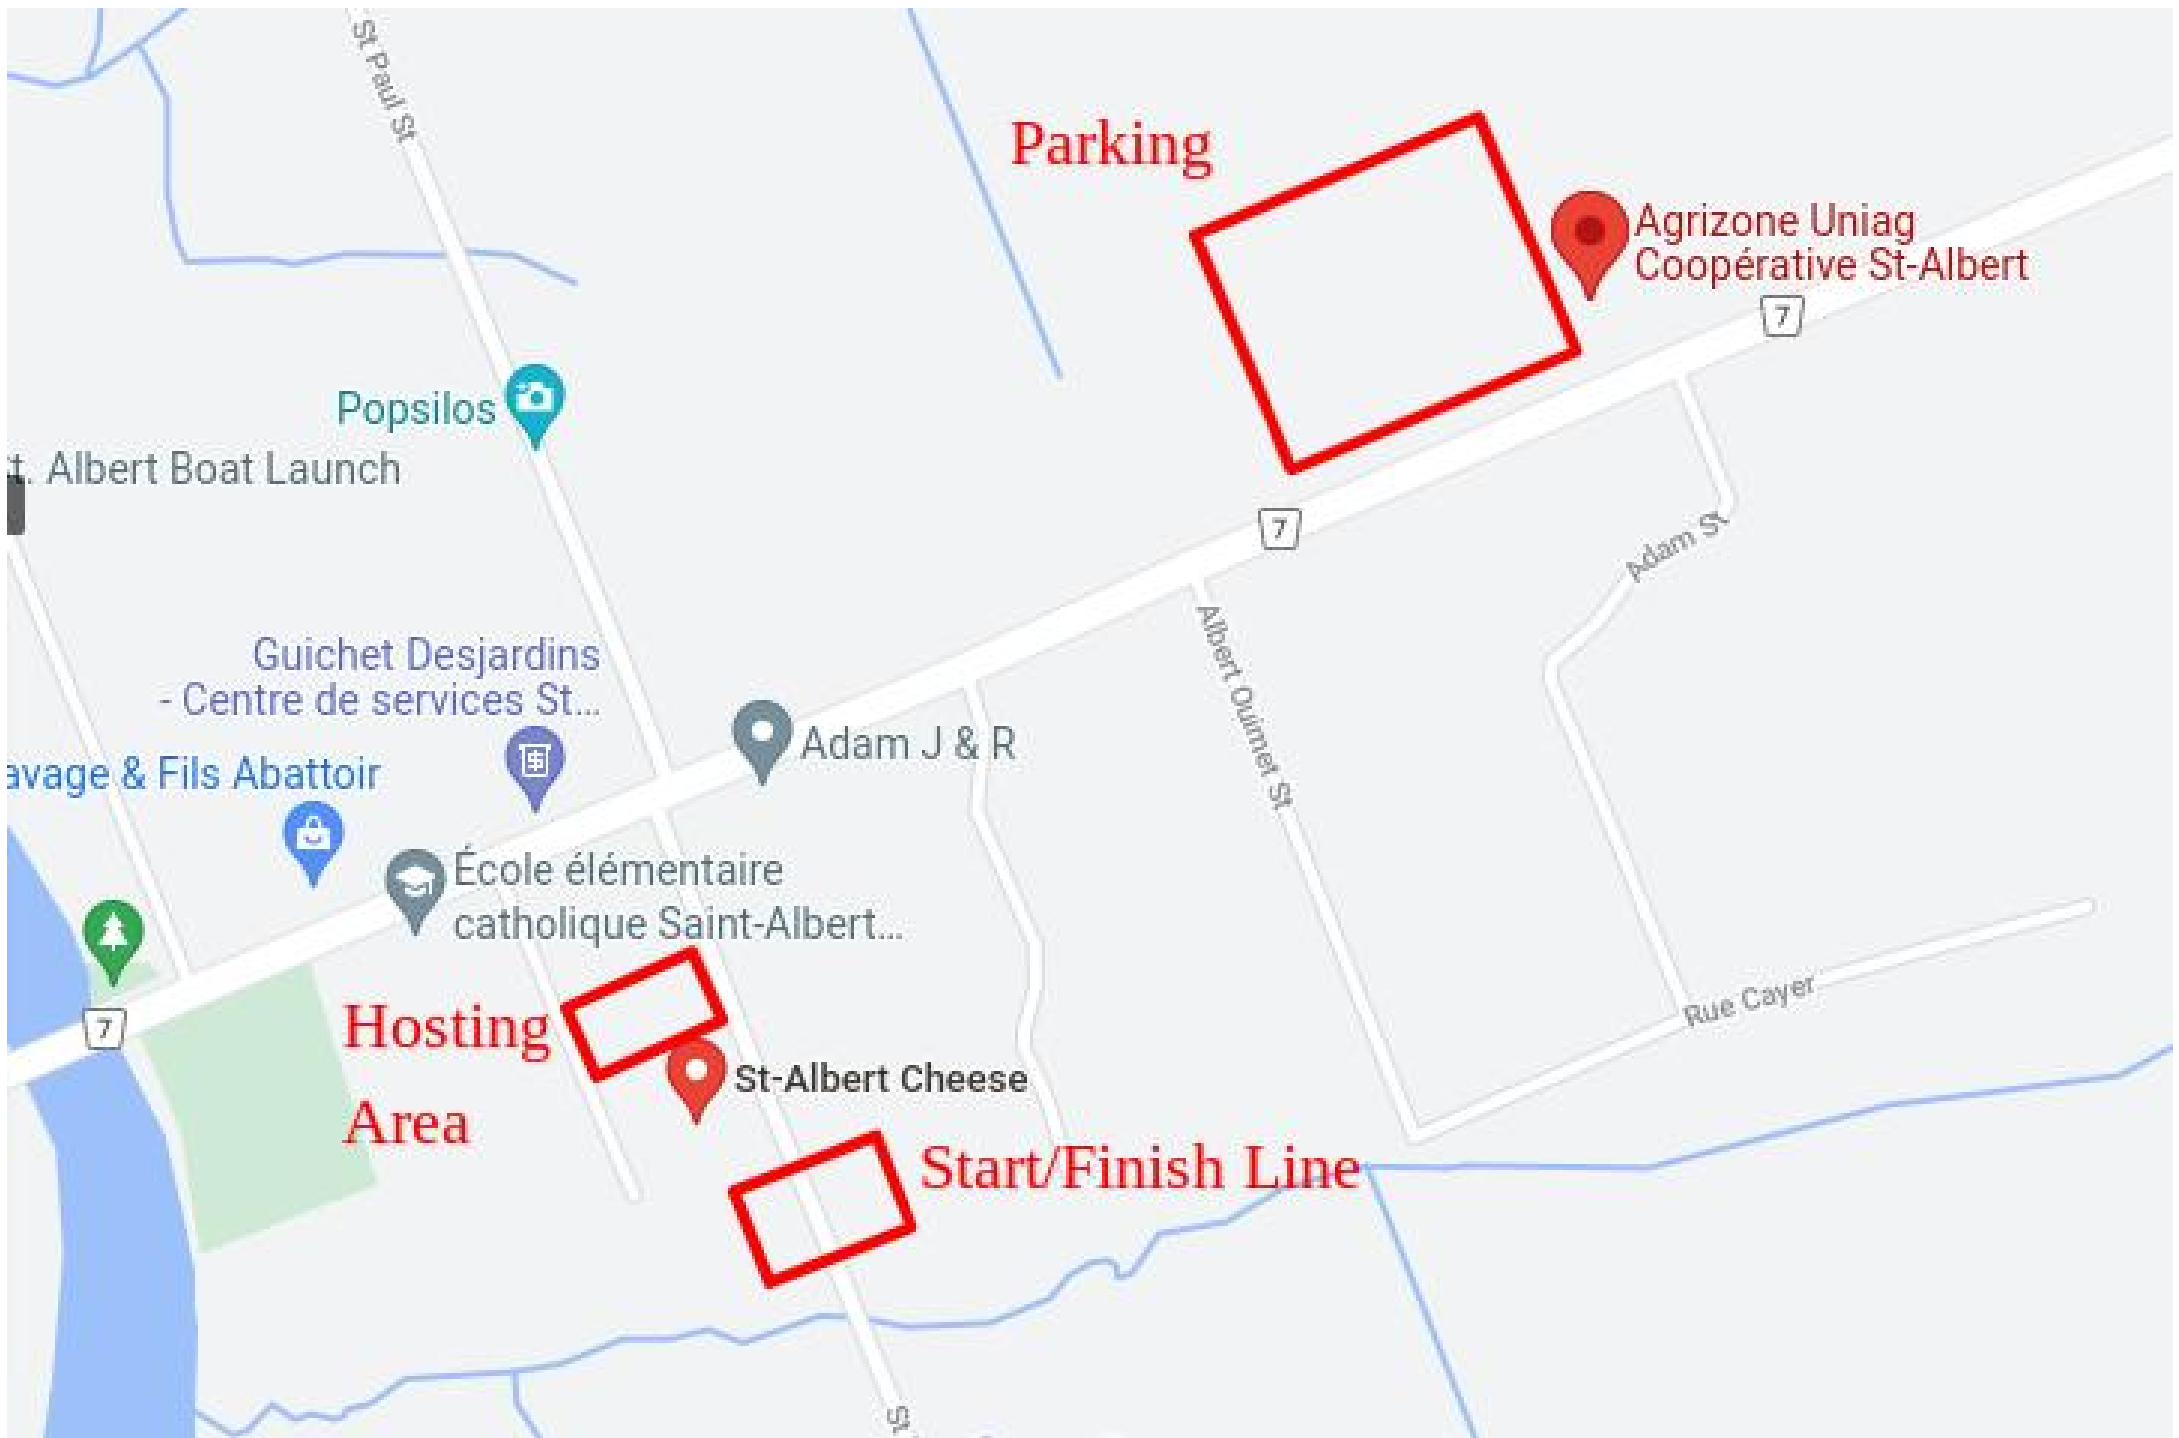 St Paul St
Parking
Agrizone Uniag
Coopérative St-Albert
7
Popsilos
t. Albert Boat Launch
7
Adam St
Albert Ouimet St
Guichet Desjardins
- Centre de services St...
Adam J & R
avage & Fils Abattoir
École élémentaire
catholique Saint-Albert...
7
Hosting
Area
Rue Cayer
St-Albert Cheese
Start/Finish Line
St